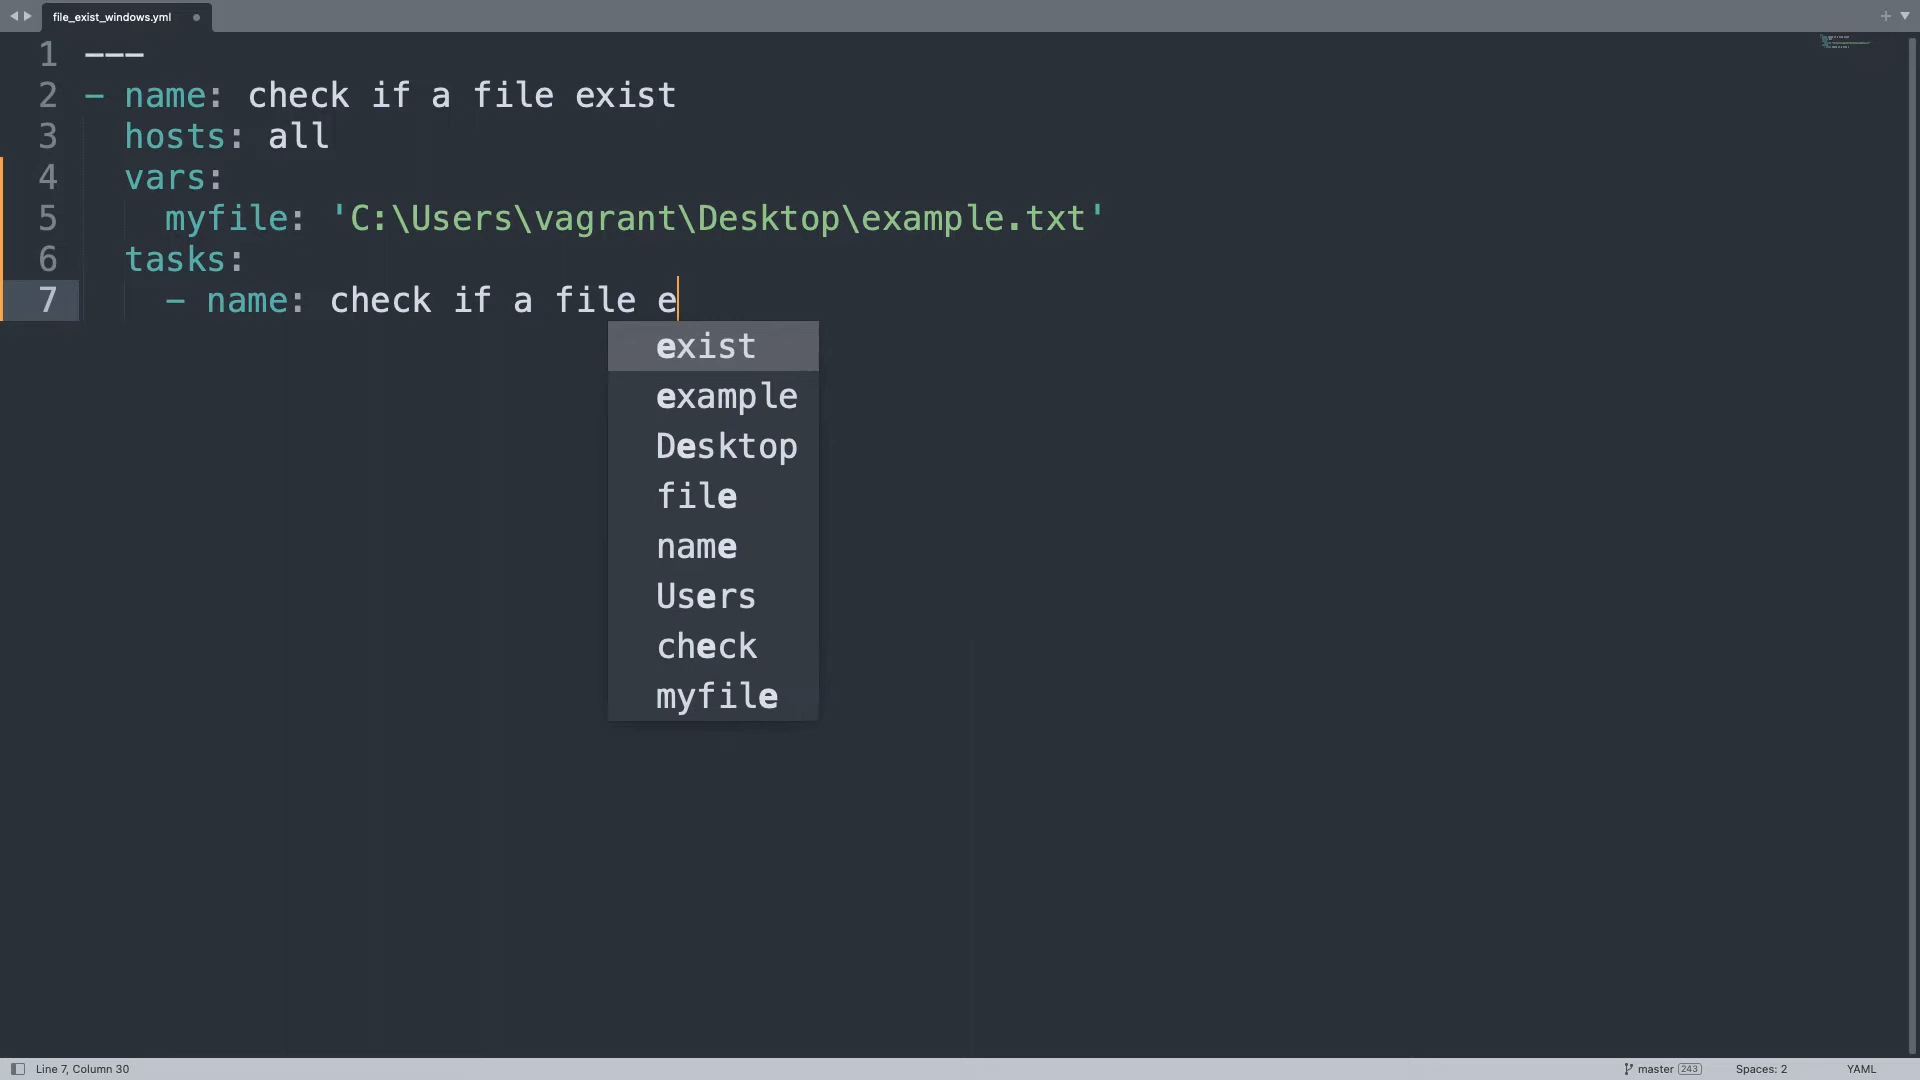 file_exist_windows.yml
1 ---
2 - name: check if a file exist
3 hosts: all
4 vars:
5 myfile: 'C:\Users\vagrant\Desktop\example.txt'
6 tasks:
7 - name: check if a file e
exist
example
Desktop
file
name
Users
check
myfile
Line 7, Column 30
master 243
Spaces: 2
YAML